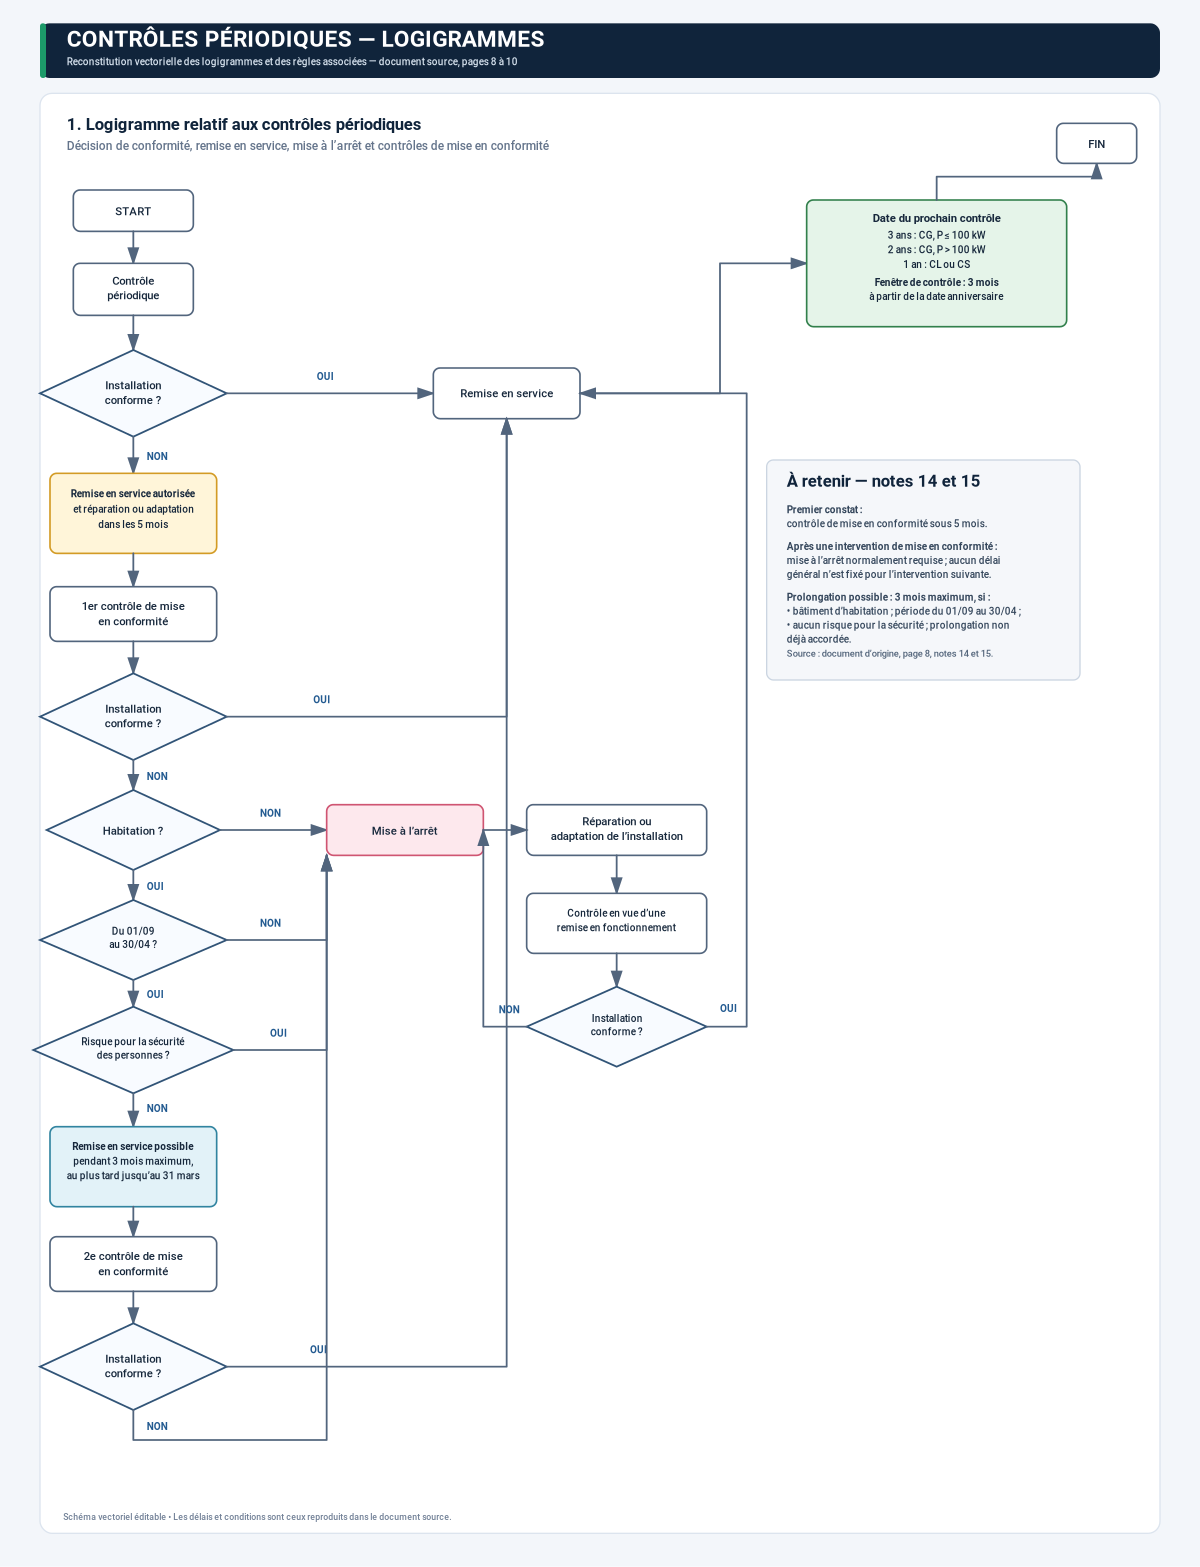 CONTRÔLES PÉRIODIQUES — LOGIGRAMMES
Reconstitution vectorielle des logigrammes et des règles associées — document source, pages 8 à 10
1. Logigramme relatif aux contrôles périodiques
Décision de conformité, remise en service, mise à l'arrêt et contrôles de mise en conformité
FIN
START
Date du prochain contrôle
3 ans : CG, P ≤ 100 kW
2 ans : CG, P > 100 kW
1 an : CL ou CS
Fenêtre de contrôle : 3 mois
à partir de la date anniversaire
Contrôle
périodique
Installation
conforme ?
OUI
Remise en service
NON
Remise en service autorisée
et réparation ou adaptation
dans les 5 mois
À retenir — notes 14 et 15
Premier constat :
contrôle de mise en conformité sous 5 mois.
Après une intervention de mise en conformité :
mise à l'arrêt normalement requise ; aucun délai
général n'est fixé pour l'intervention suivante.
Prolongation possible : 3 mois maximum, si :
• bâtiment d'habitation ; période du 01/09 au 30/04 ;
• aucun risque pour la sécurité ; prolongation non
déjà accordée.
Source : document d'origine, page 8, notes 14 et 15.
1er contrôle de mise
en conformité
Installation
conforme ?
OUI
NON
Habitation ?
NON
Mise à l'arrêt
Réparation ou
adaptation de l'installation
OUI
Du 01/09
au 30/04 ?
NON
Contrôle en vue d'une
remise en fonctionnement
OUI
Risque pour la sécurité
des personnes ?
OUI
NON
Installation
conforme ?
OUI
NON
Remise en service possible
pendant 3 mois maximum,
au plus tard jusqu'au 31 mars
2e contrôle de mise
en conformité
Installation
conforme ?
OUI
NON
Schéma vectoriel éditable • Les délais et conditions sont ceux reproduits dans le document source.